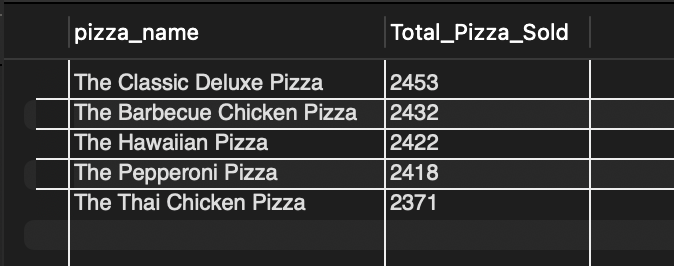 pizza_name Total_Pizza_Sold
The Classic Deluxe Pizza 2453
The Barbecue Chicken Pizza 2432
The Hawaiian Pizza 2422
The Pepperoni Pizza 2418
The Thai Chicken Pizza 2371